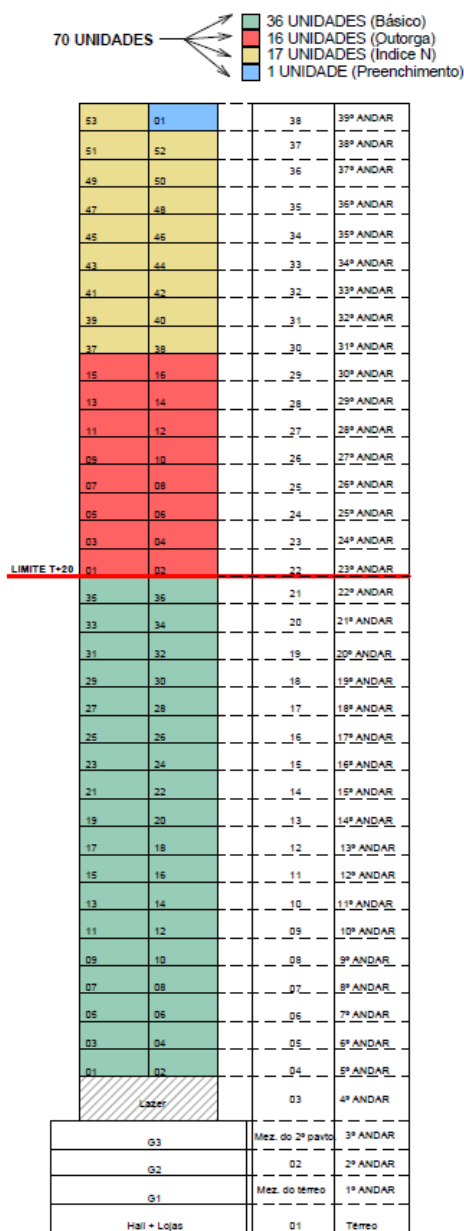 70 UNIDADES
36 UNIDADES (Básico)
16 UNIDADES (Outorga)
17 UNIDADES (Índice N)
1 UNIDADE (Preenchimento)
53 01 38 39º ANDAR
51 52 37 38º ANDAR
49 50 36 37º ANDAR
47 48 35 36º ANDAR
45 46 34 35º ANDAR
43 44 33 34º ANDAR
41 42 32 33º ANDAR
39 40 31 32º ANDAR
37 38 30 31º ANDAR
15 16 29 30º ANDAR
13 14 28 29º ANDAR
11 12 27 28º ANDAR
09 10 26 27º ANDAR
07 08 25 26º ANDAR
05 06 24 25º ANDAR
03 04 23 24º ANDAR
LIMITE T+20 01 02 22 23º ANDAR
35 36 21 22º ANDAR
33 34 20 21º ANDAR
31 32 19 20º ANDAR
29 30 18 19º ANDAR
27 28 17 18º ANDAR
25 26 16 17º ANDAR
23 24 15 16º ANDAR
21 22 14 15º ANDAR
19 20 13 14º ANDAR
17 18 12 13º ANDAR
15 16 11 12º ANDAR
13 14 10 11º ANDAR
11 12 09 10º ANDAR
09 10 08 9º ANDAR
07 08 07 8º ANDAR
05 06 06 7º ANDAR
03 04 05 6º ANDAR
01 02 04 5º ANDAR
Lazer 03 4º ANDAR
G3 Mez. do 2º pavto. 3º ANDAR
G2 02 2º ANDAR
G1 Mez. do térreo 1º ANDAR
Hall + Lojas 01 Térreo